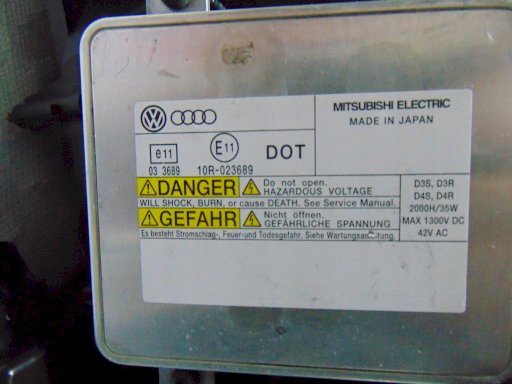 VW
MITSUBISHI ELECTRIC
MADE IN JAPAN
e11
E11
DOT
03 3689
10R-023689
DANGER
Do not open.
HAZARDOUS VOLTAGE
WILL SHOCK, BURN, or cause DEATH. See Service Manual.
GEFAHR
Nicht öffnen.
GEFÄHRLICHE SPANNUNG
Es besteht Stromschlag-, Feuer-und Todesgefahr. Siehe Wartungsanleitung.
D3S, D3R
D4S, D4R
2000H/35W
MAX 1300V DC
42V AC